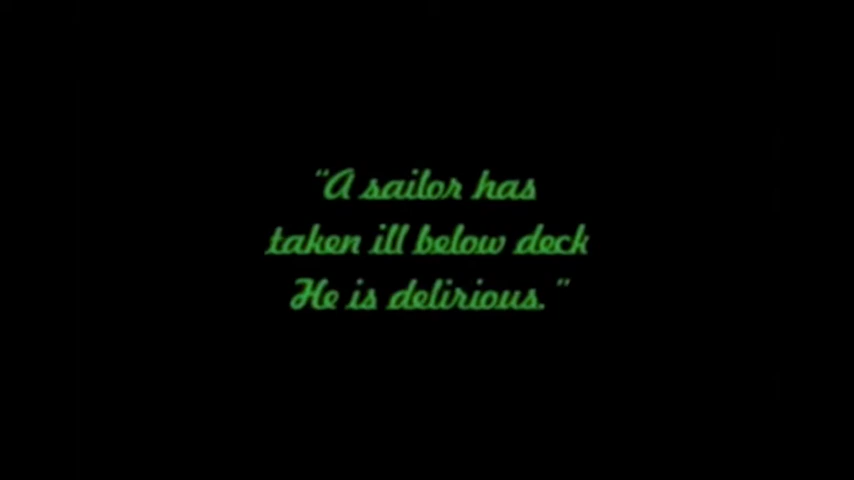 "A sailor has
taken ill below deck
He is delirious."